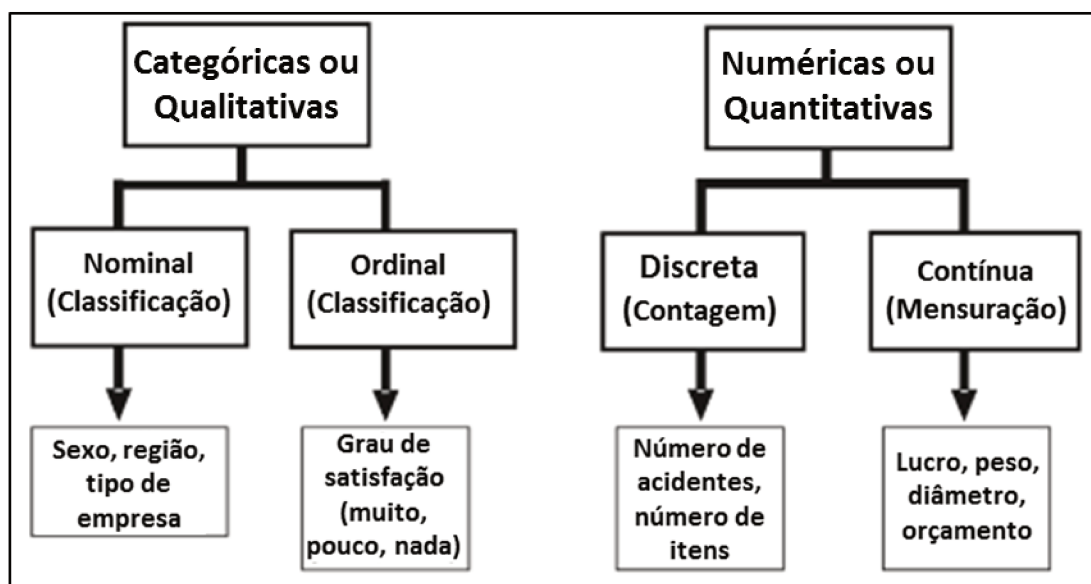 Categóricas ou
Qualitativas
Numéricas ou
Quantitativas
Nominal
(Classificação)
Ordinal
(Classificação)
Discreta
(Contagem)
Contínua
(Mensuração)
Sexo, região,
tipo de
empresa
Grau de
satisfação
(muito,
pouco, nada)
Número de
acidentes,
número de
itens
Lucro, peso,
diâmetro,
orçamento